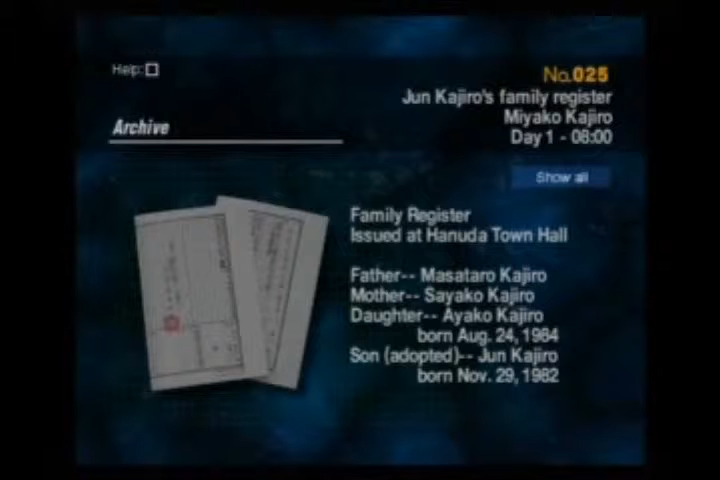 Help:□
No.025
Jun Kajiro's family register
Miyako Kajiro
Day 1 - 08:00
Archive
Show all
Family Register
Issued at Hanuda Town Hall
Father-- Masataro Kajiro
Mother-- Sayako Kajiro
Daughter-- Ayako Kajiro
born Aug. 24, 1984
Son (adopted)-- Jun Kajiro
born Nov. 29, 1982